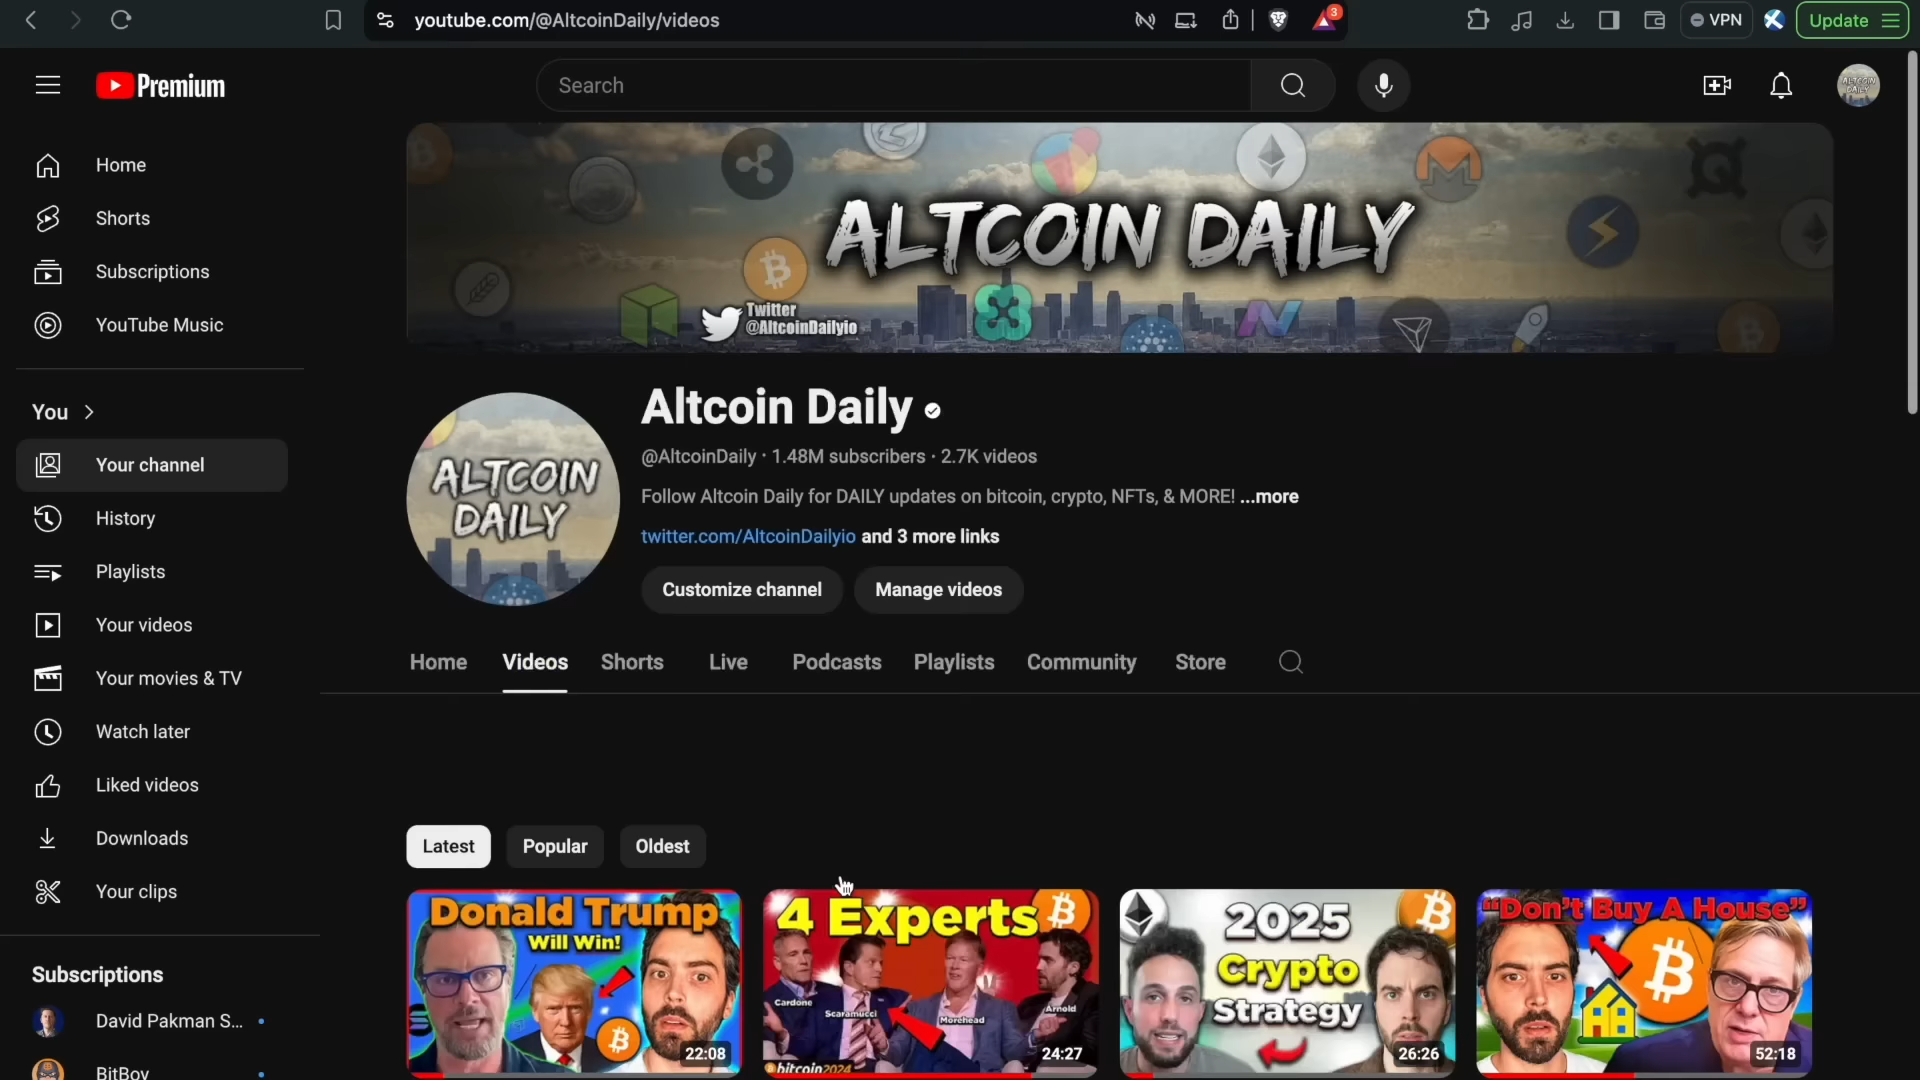 youtube.com/@AltcoinDaily/videos
3
VPN
Update
Premium
Search
ALTCOIN DAILY
Home
Shorts
Subscriptions
YouTube Music
You
Your channel
History
Playlists
Your videos
Your movies & TV
Watch later
Liked videos
Downloads
Your clips
Subscriptions
David Pakman S...
BitBoy
ALTCOIN DAILY
Twitter
@AltcoinDailyio
ALTCOIN
DAILY
Altcoin Daily
@AltcoinDaily · 1.48M subscribers · 2.7K videos
Follow Altcoin Daily for DAILY updates on bitcoin, crypto, NFTs, & MORE! ...more
twitter.com/AltcoinDailyio and 3 more links
Customize channel
Manage videos
Home
Videos
Shorts
Live
Podcasts
Playlists
Community
Store
Latest
Popular
Oldest
Donald Trump
Will Win!
22:08
4 Experts
Cardone
Scaramucci
Morehead
Arnold
bitcoin2024
24:27
2025
Crypto
Strategy
26:26
"Don't Buy A House"
52:18